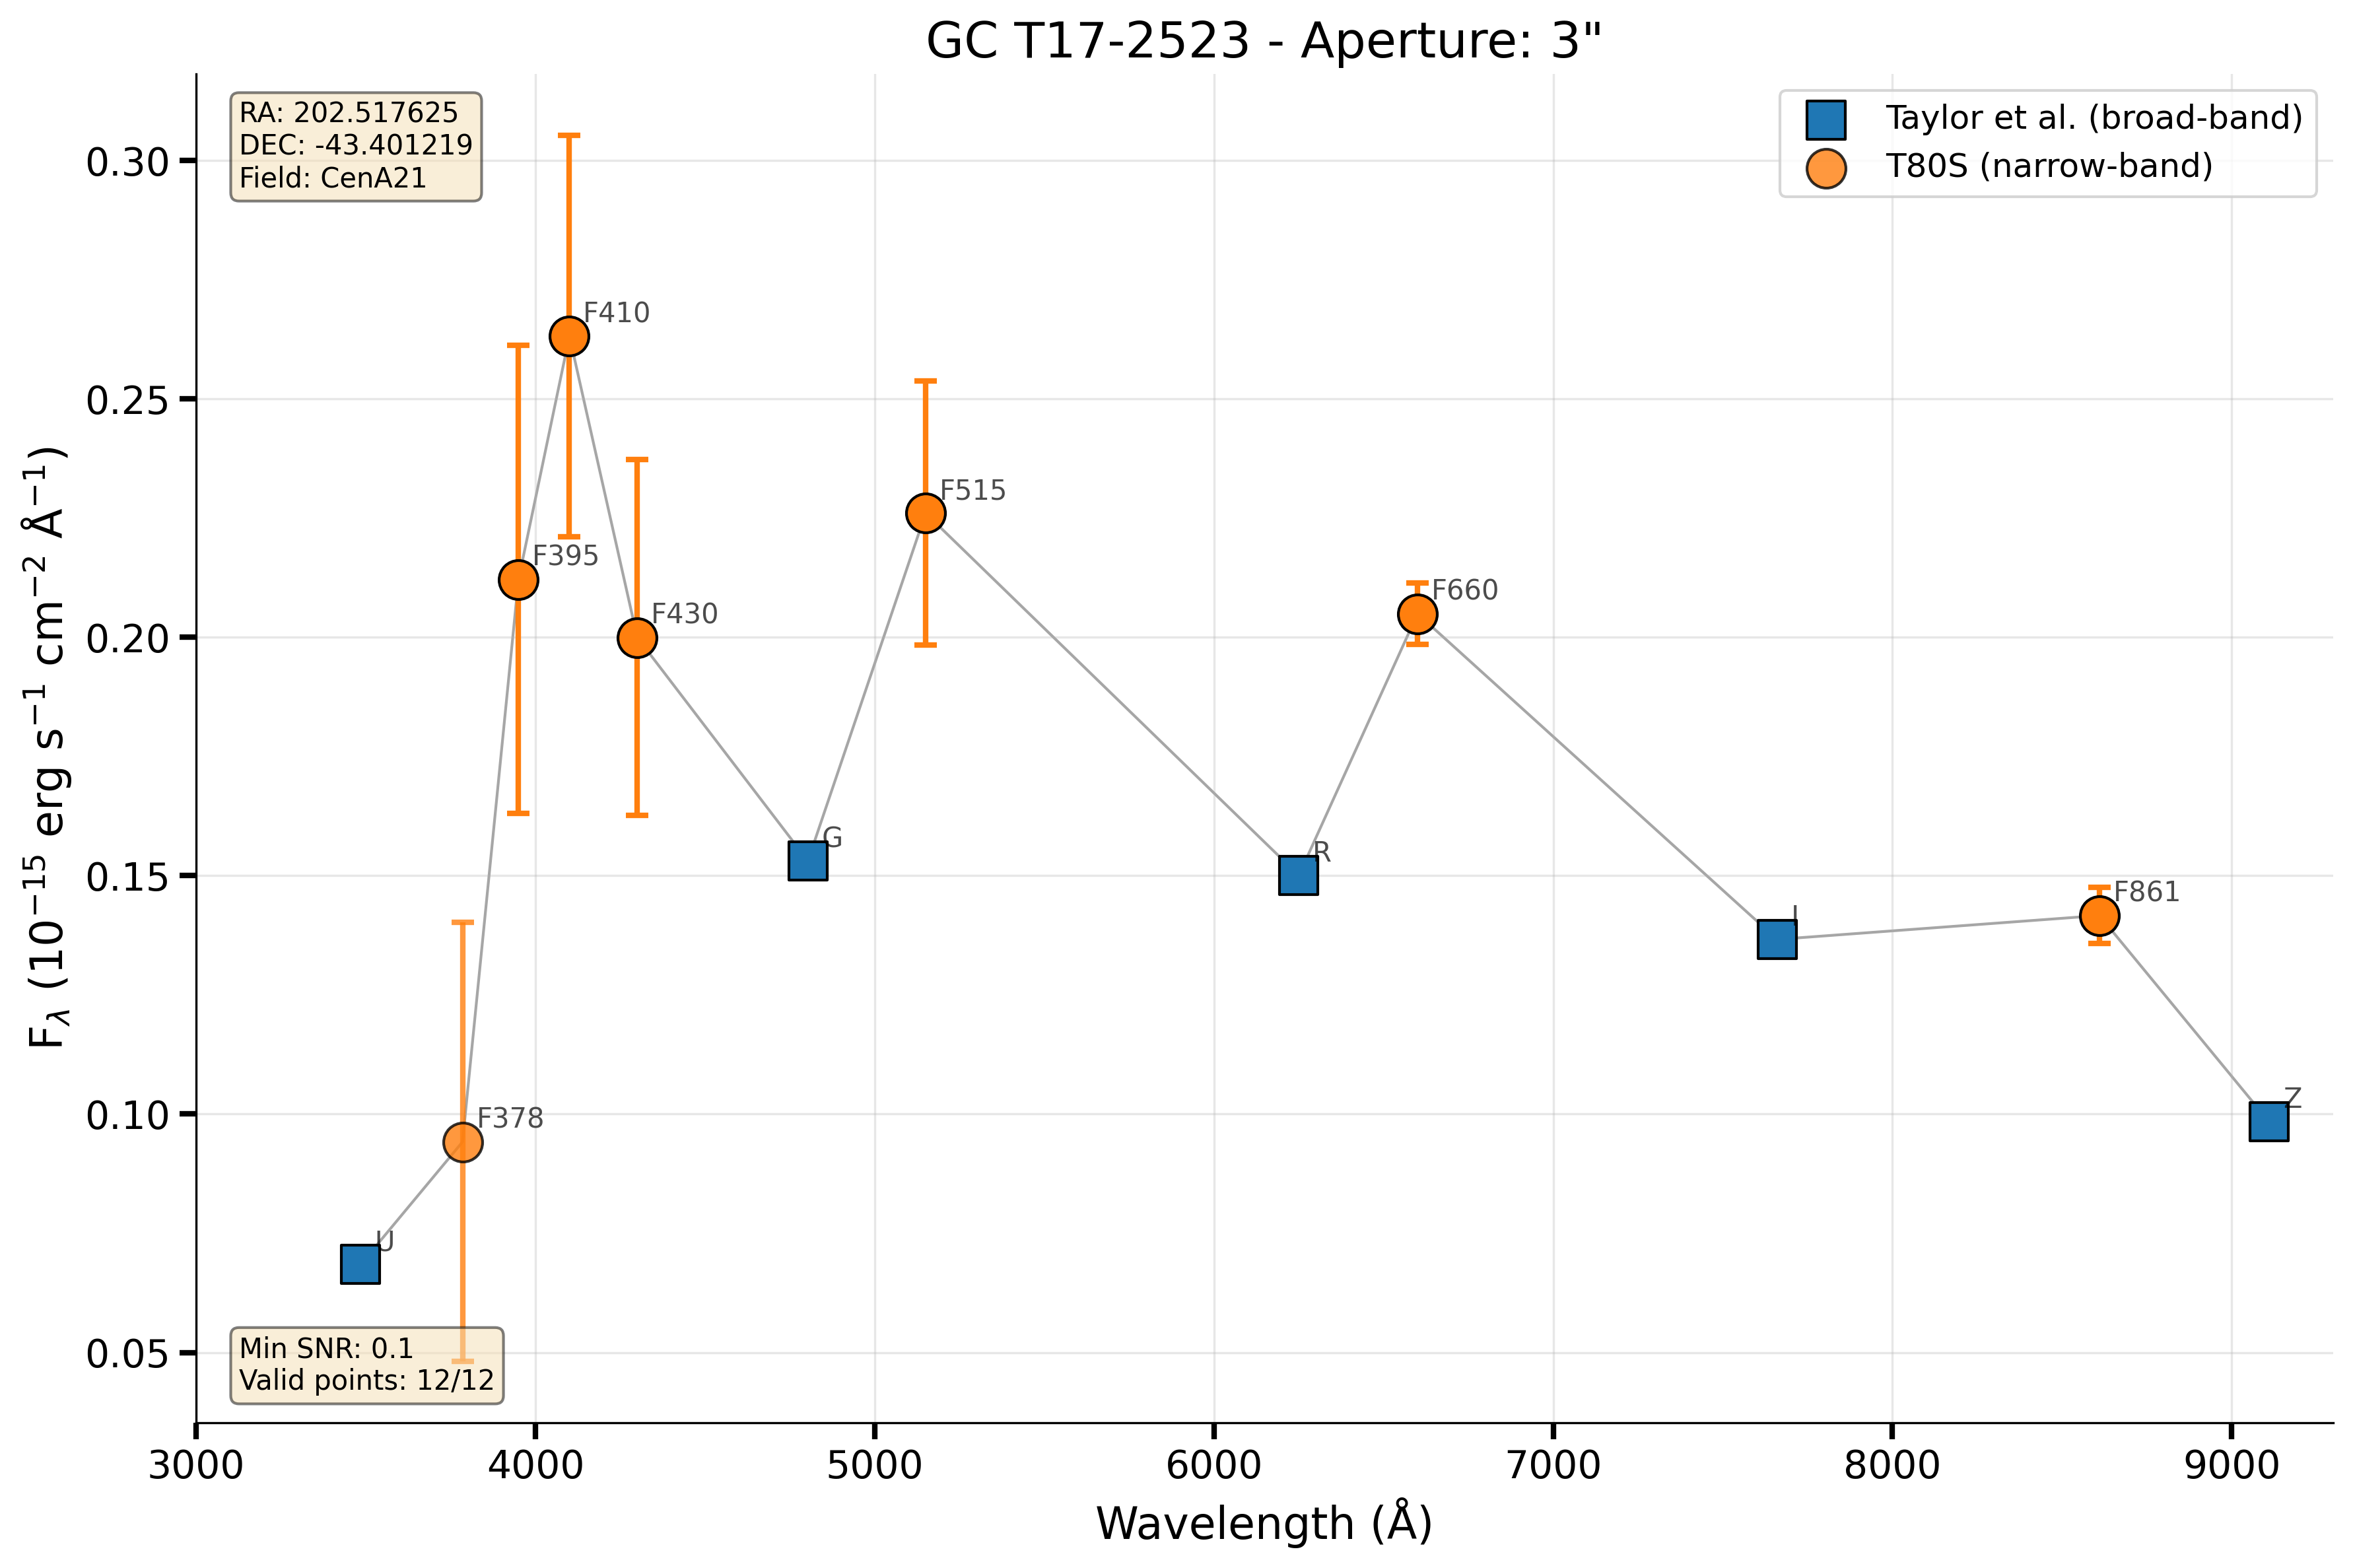 GC T17-2523 - Aperture: 3"
RA: 202.517625
DEC: -43.401219
Field: CenA21
Taylor et al. (broad-band)
T80S (narrow-band)
0.30
0.25
0.20
0.15
0.10
0.05
F_λ (10⁻¹⁵ erg s⁻¹ cm⁻² Å⁻¹)
F410
F395
F430
F515
F660
G
R
I
F861
F378
Z
U
Min SNR: 0.1
Valid points: 12/12
3000 4000 5000 6000 7000 8000 9000
Wavelength (Å)